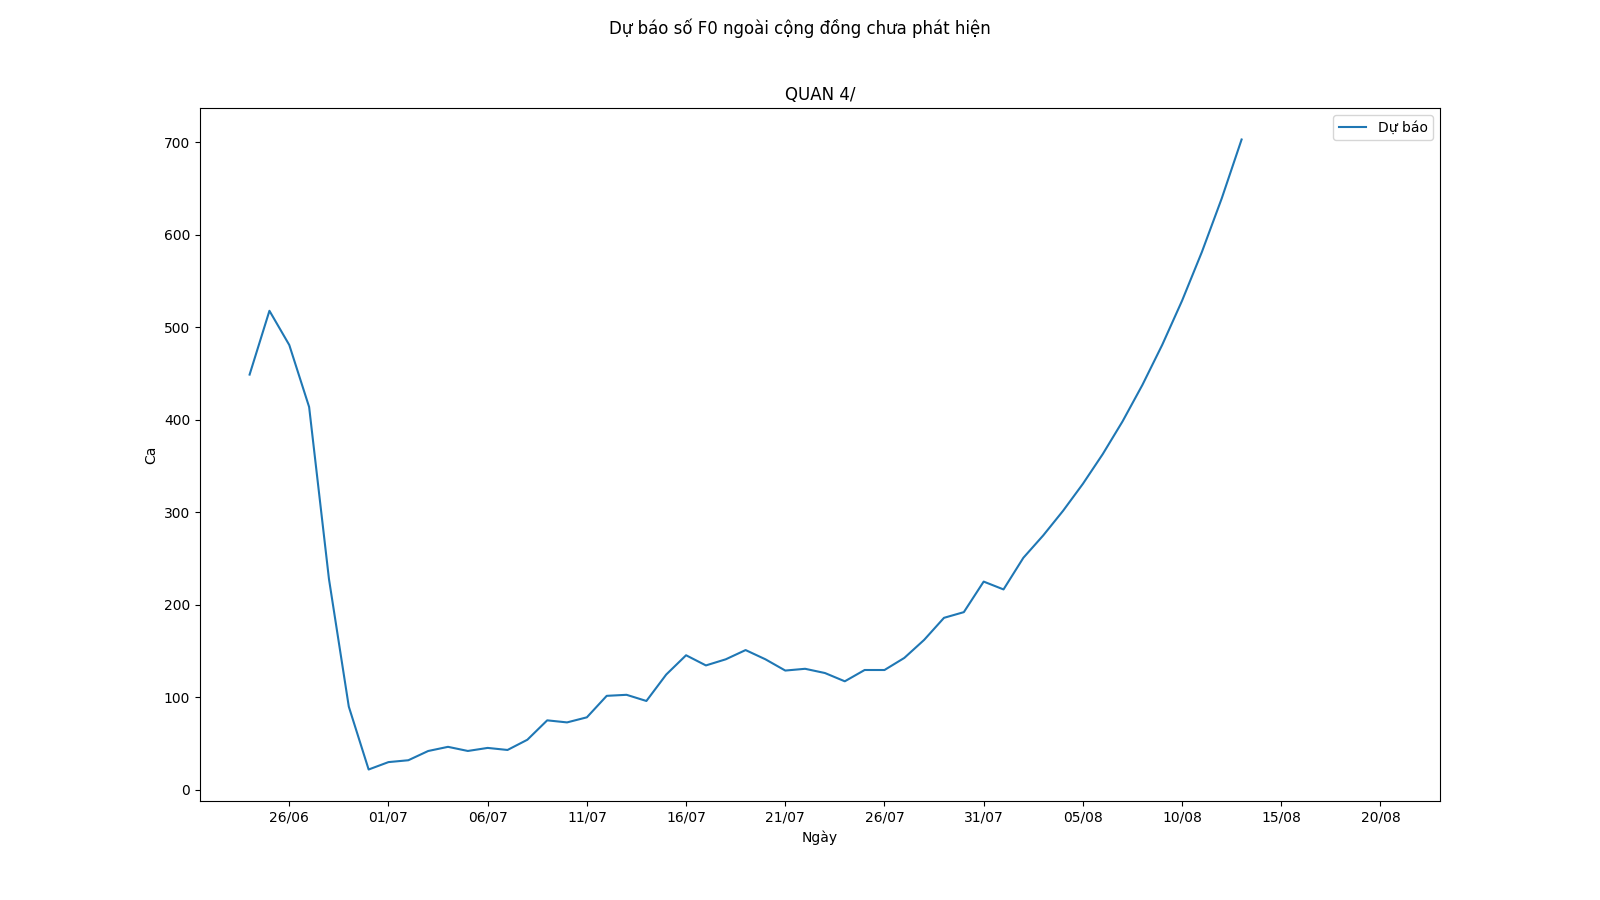 Dự báo số F0 ngoài cộng đồng chưa phát hiện
QUAN 4/
Dự báo
700
600
500
400
300
200
100
0
Ca
26/06 01/07 06/07 11/07 16/07 21/07 26/07 31/07 05/08 10/08 15/08 20/08
Ngày